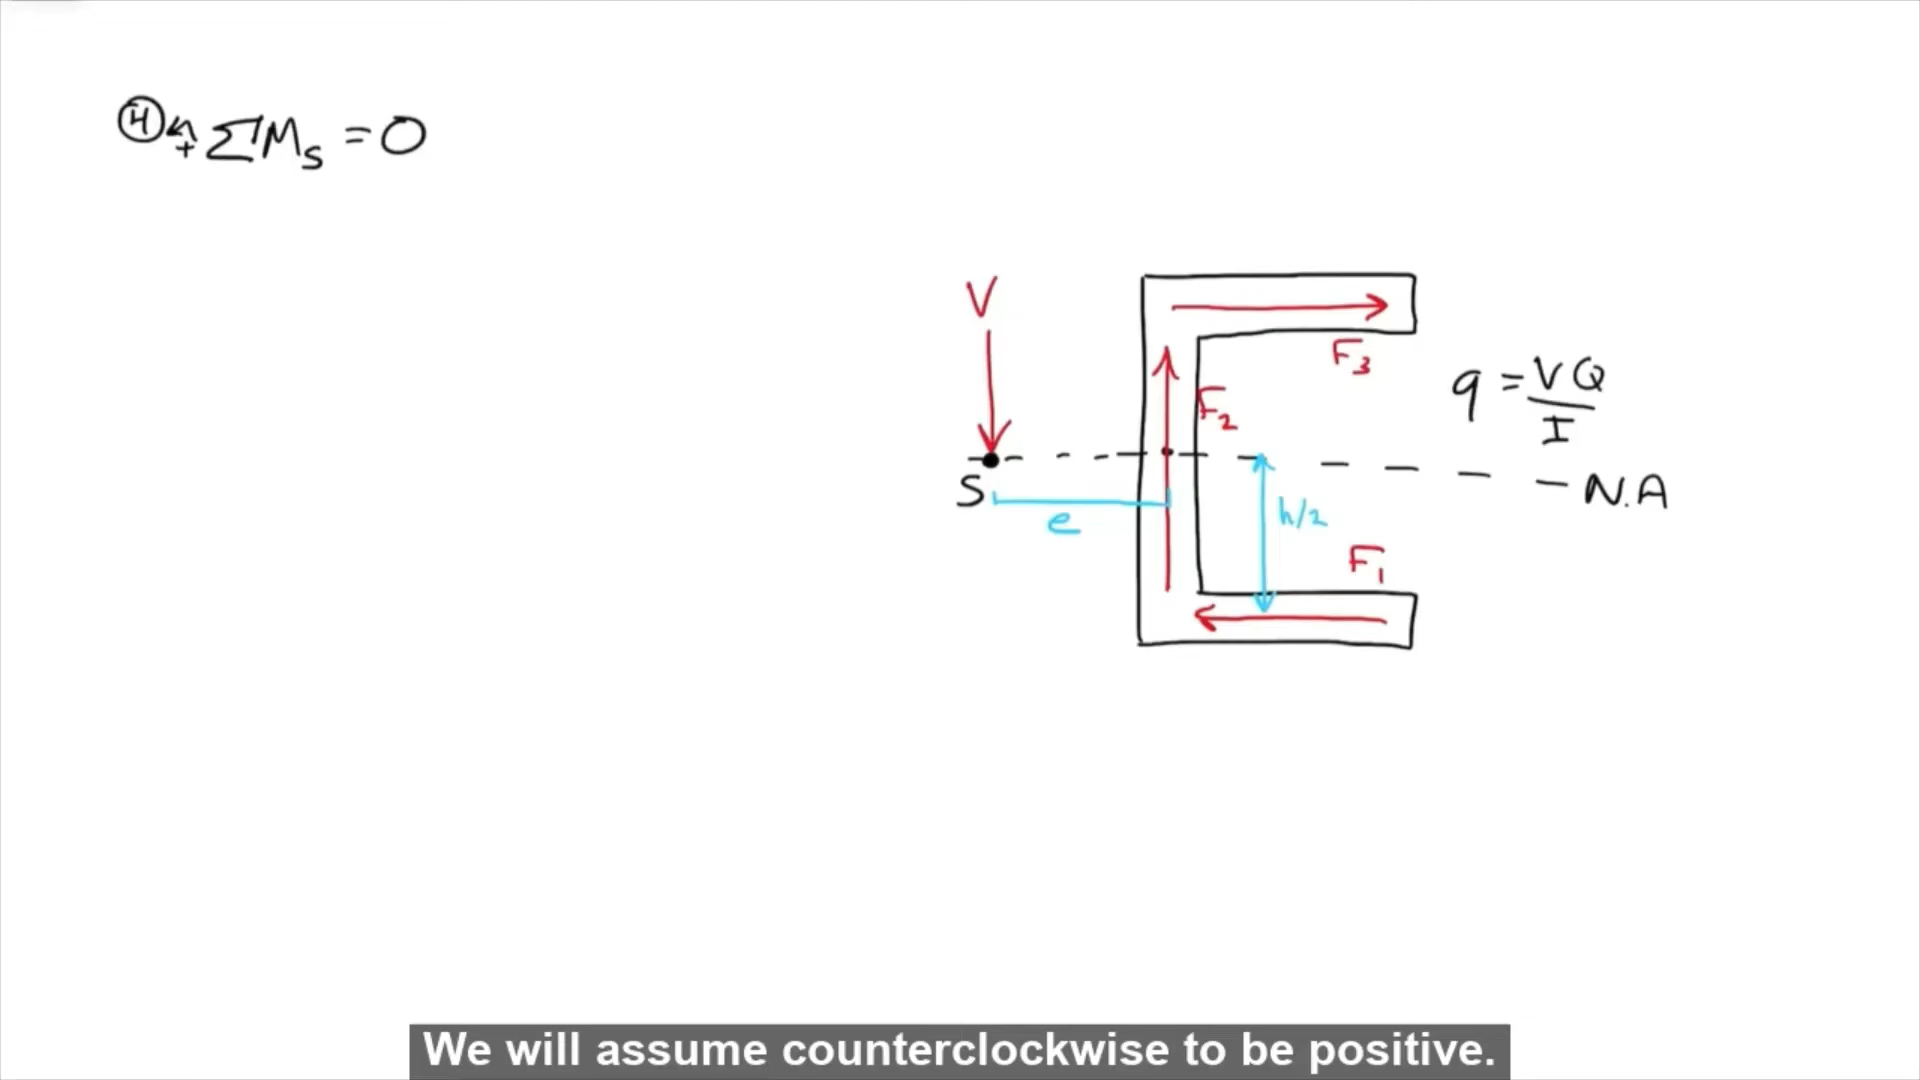 ④ ↶+ ΣMs = 0
V
F3
q = VQ/I
F2
S
N.A
e
h/2
F1
We will assume counterclockwise to be positive.